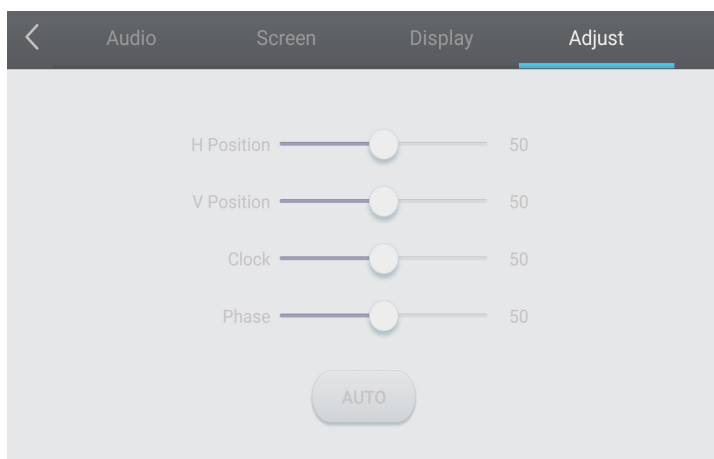 Audio Screen Display Adjust
H Position 50
V Position 50
Clock 50
Phase 50
AUTO